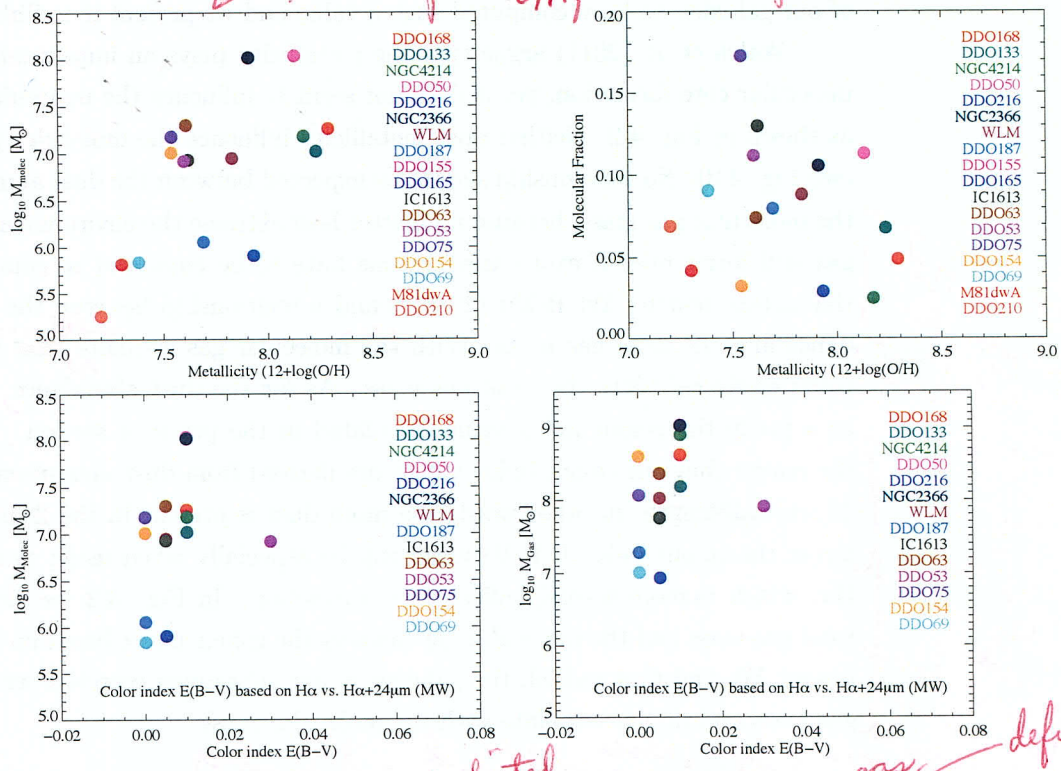 8.5
8.0
7.5
7.0
6.5
6.0
5.5
5.0
log₁₀ M_molec [M⊙]
7.0 7.5 8.0 8.5 9.0
Metallicity (12+log(O/H)
DDO168
DDO133
NGC4214
DDO50
DDO216
NGC2366
WLM
DDO187
DDO155
DDO165
IC1613
DDO63
DDO53
DDO75
DDO154
DDO69
M81dwA
DDO210
0.20
0.15
0.10
0.05
0.00
Molecular Fraction
7.0 7.5 8.0 8.5 9.0
Metallicity (12+log(O/H)
DDO168
DDO133
NGC4214
DDO50
DDO216
NGC2366
WLM
DDO187
DDO155
DDO165
IC1613
DDO63
DDO53
DDO75
DDO154
DDO69
M81dwA
DDO210
8.5
8.0
7.5
7.0
6.5
6.0
5.5
5.0
log₁₀ M_Molec [M⊙]
-0.02 0.00 0.02 0.04 0.06 0.08
Color index E(B−V)
DDO168
DDO133
NGC4214
DDO50
DDO216
NGC2366
WLM
DDO187
IC1613
DDO63
DDO53
DDO75
DDO154
DDO69
Color index E(B−V) based on Hα vs. Hα+24μm (MW)
9
8
7
6
5
log₁₀ M_Gas [M⊙]
-0.02 0.00 0.02 0.04 0.06 0.08
Color index E(B−V)
DDO168
DDO133
NGC4214
DDO50
DDO216
NGC2366
WLM
DDO187
IC1613
DDO63
DDO53
DDO75
DDO154
DDO69
Color index E(B−V) based on Hα vs. Hα+24μm (MW)